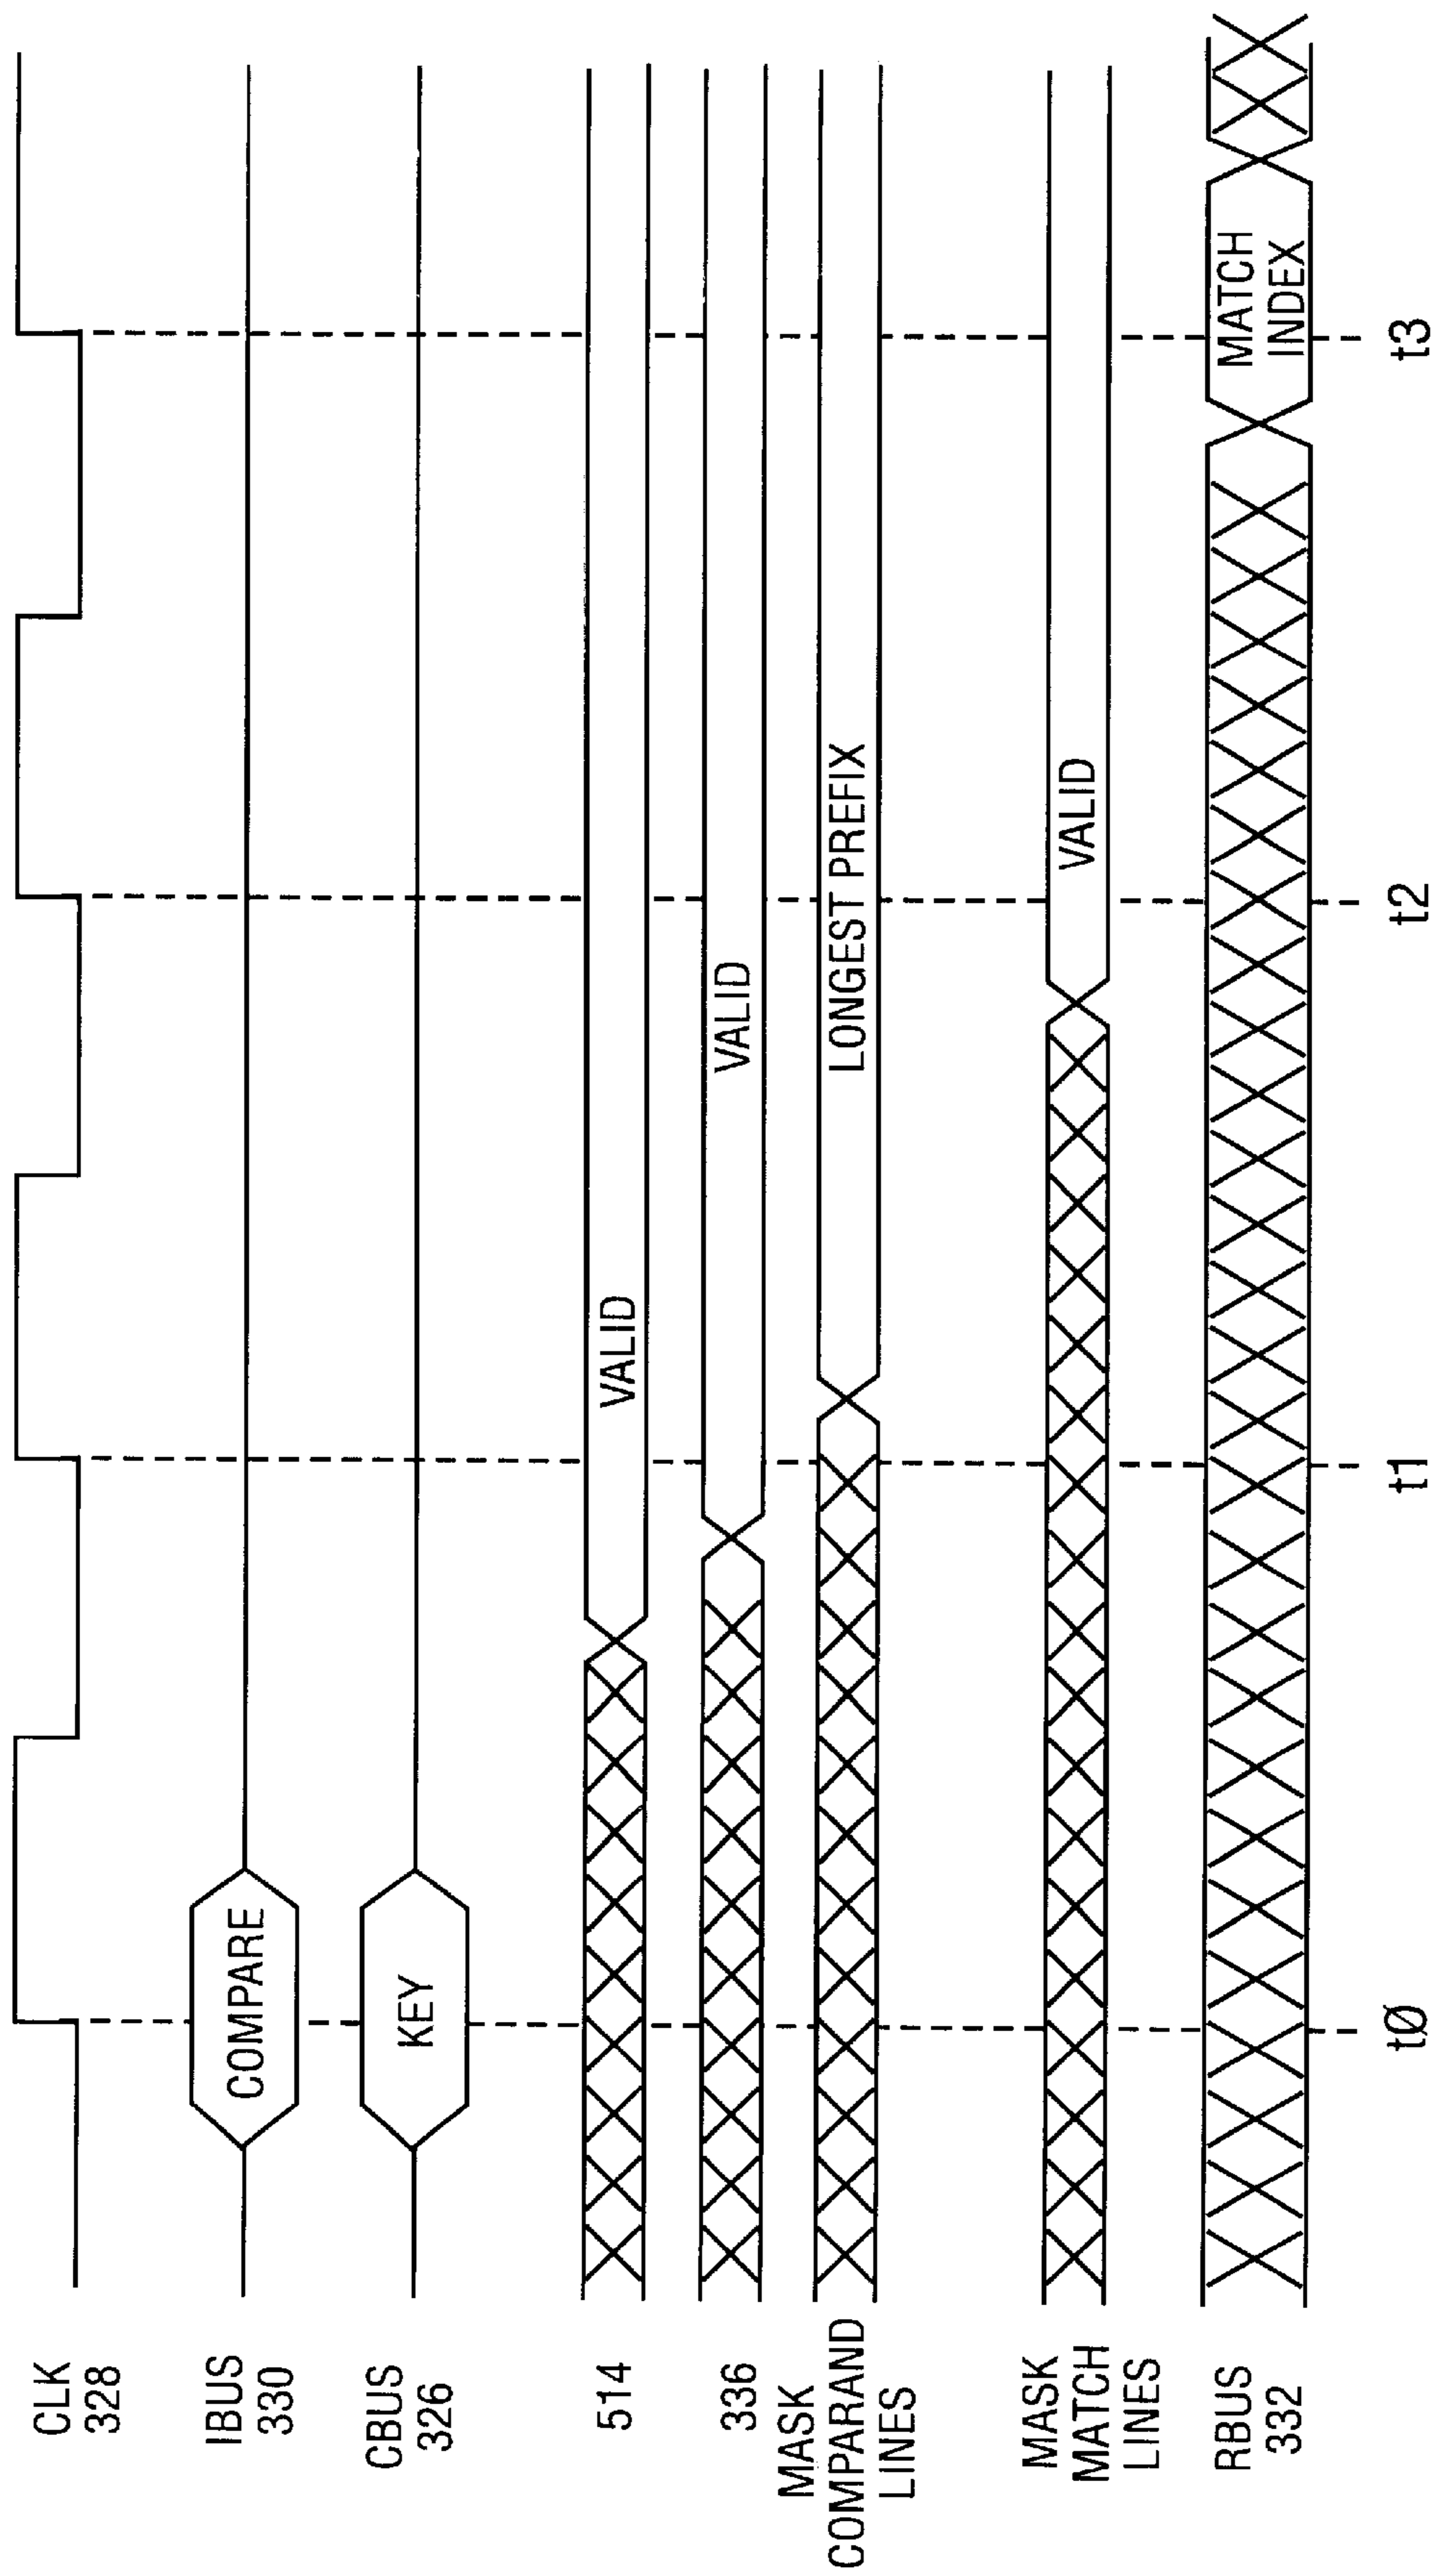 CLK
328
IBUS
330
COMPARE
CBUS
326
KEY
514
VALID
336
VALID
MASK
COMPARAND
LINES
LONGEST PREFIX
MASK
MATCH
LINES
VALID
RBUS
332
MATCH
INDEX
tØ
t1
t2
t3